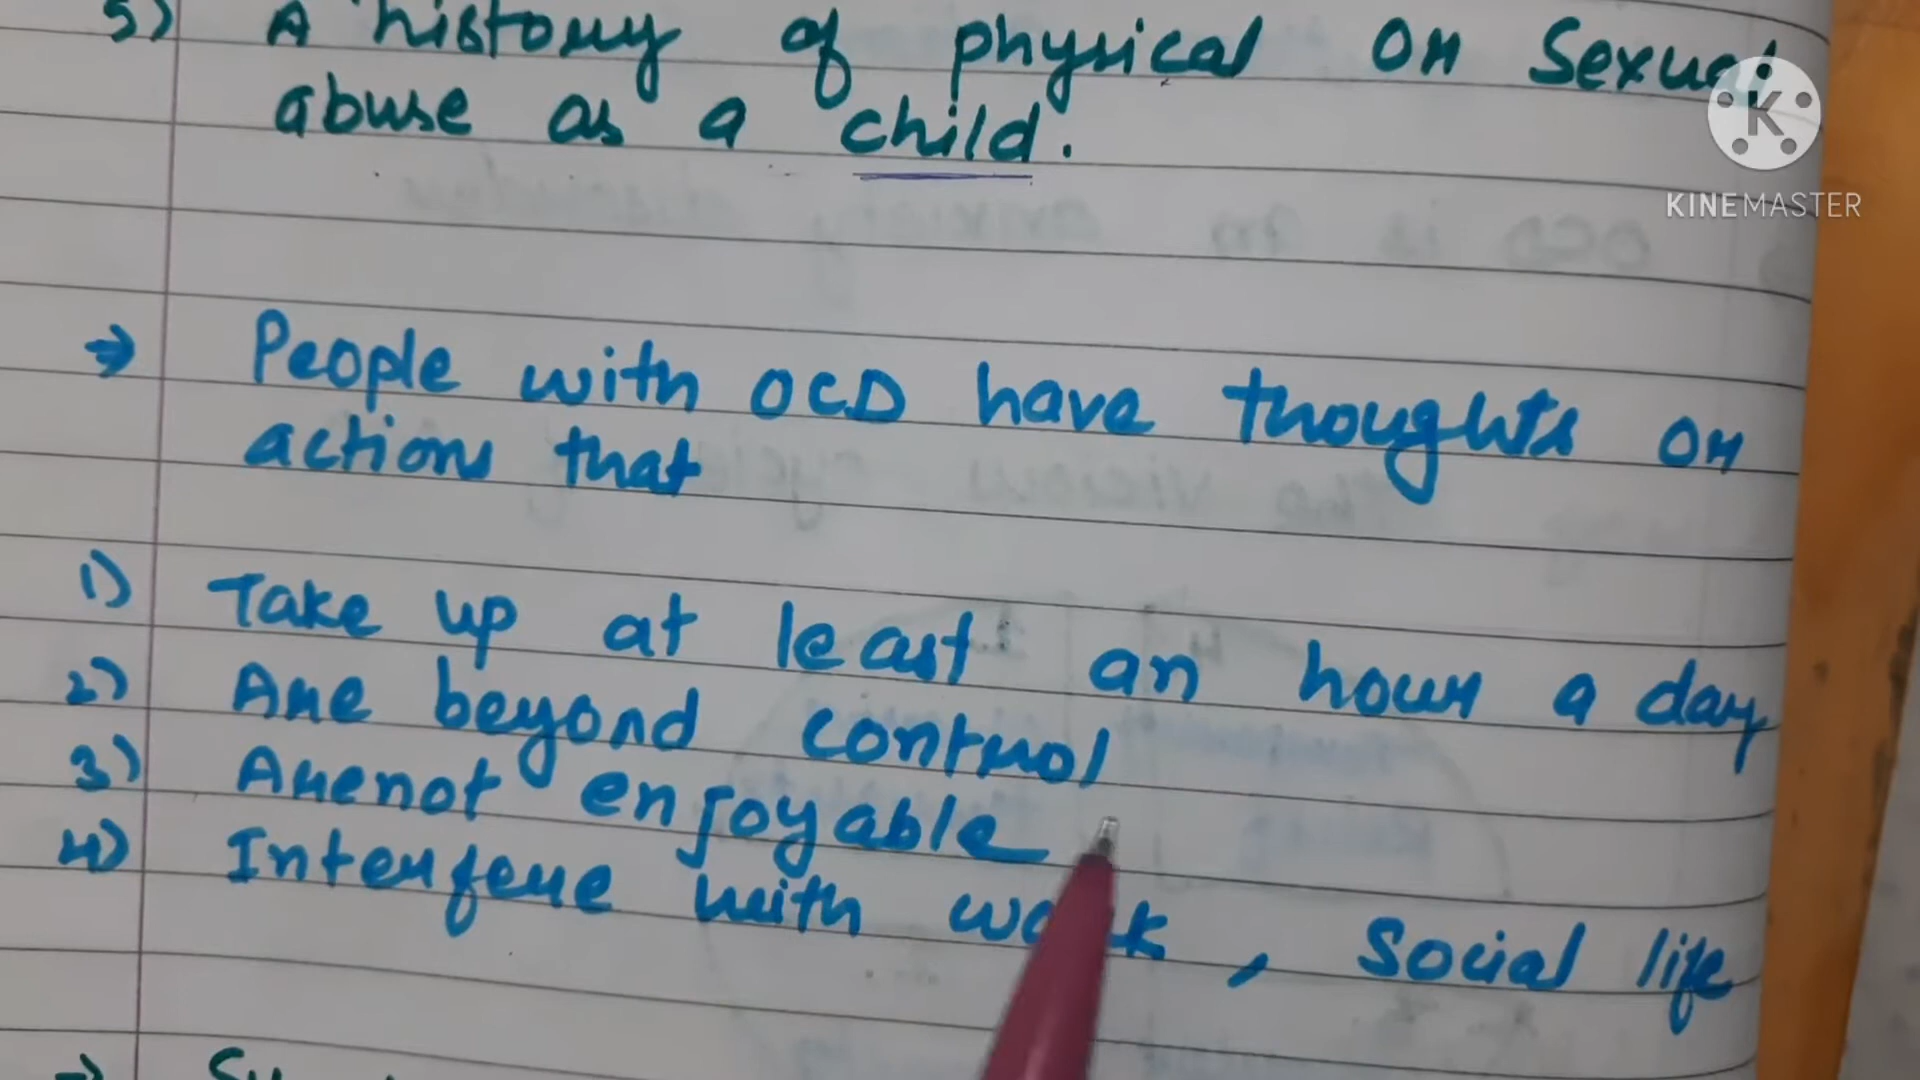 5) A history of physical or Sexual
abuse as a child.
→ People with OCD have thoughts or
actions that
1) Take up at least an hour a day
2) Are beyond control
3) Are not enjoyable
4) Interfere with work, Social life
→ Sy
K
KINEMASTER